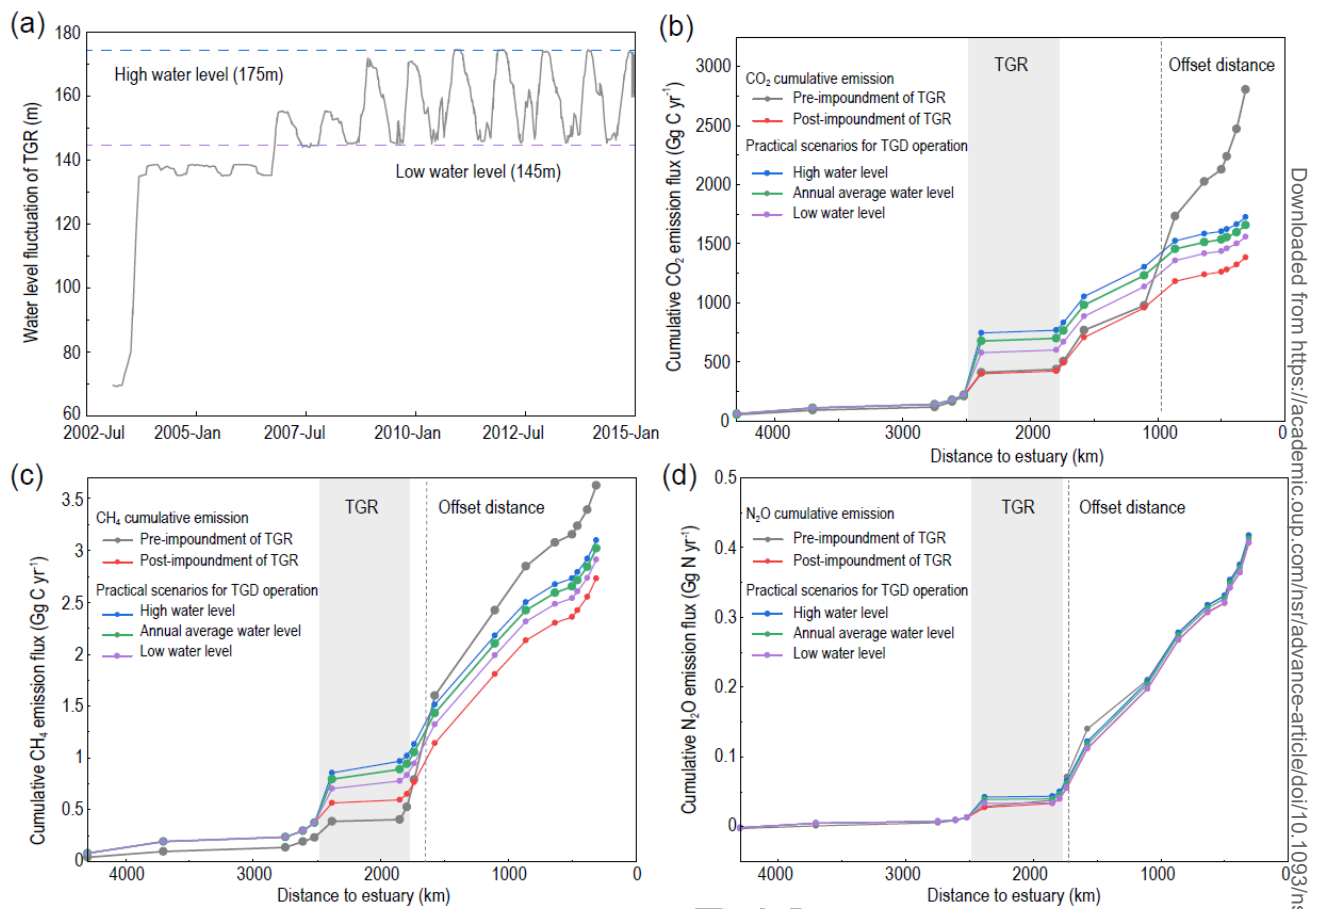 (a)
Water level fluctuation of TGR (m)
180
160
140
120
100
80
60
High water level (175m)
Low water level (145m)
2002-Jul
2005-Jan
2007-Jul
2010-Jan
2012-Jul
2015-Jan
(b)
Cumulative CO₂ emission flux (Gg C yr⁻¹)
3000
2500
2000
1500
1000
500
0
TGR
Offset distance
CO₂ cumulative emission
Pre-impoundment of TGR
Post-impoundment of TGR
Practical scenarios for TGD operation
High water level
Annual average water level
Low water level
4000
3000
2000
1000
0
Distance to estuary (km)
(c)
Cumulative CH₄ emission flux (Gg C yr⁻¹)
3.5
3
2.5
2
1.5
1
0.5
0
TGR
Offset distance
CH₄ cumulative emission
Pre-impoundment of TGR
Post-impoundment of TGR
Practical scenarios for TGD operation
High water level
Annual average water level
Low water level
4000
3000
2000
1000
0
Distance to estuary (km)
(d)
Cumulative N₂O emission flux (Gg N yr⁻¹)
0.5
0.4
0.3
0.2
0.1
0
TGR
Offset distance
N₂O cumulative emission
Pre-impoundment of TGR
Post-impoundment of TGR
Practical scenarios for TGD operation
High water level
Annual average water level
Low water level
4000
3000
2000
1000
0
Distance to estuary (km)
Downloaded from https://academic.oup.com/nsr/advance-article/doi/10.1093/ns